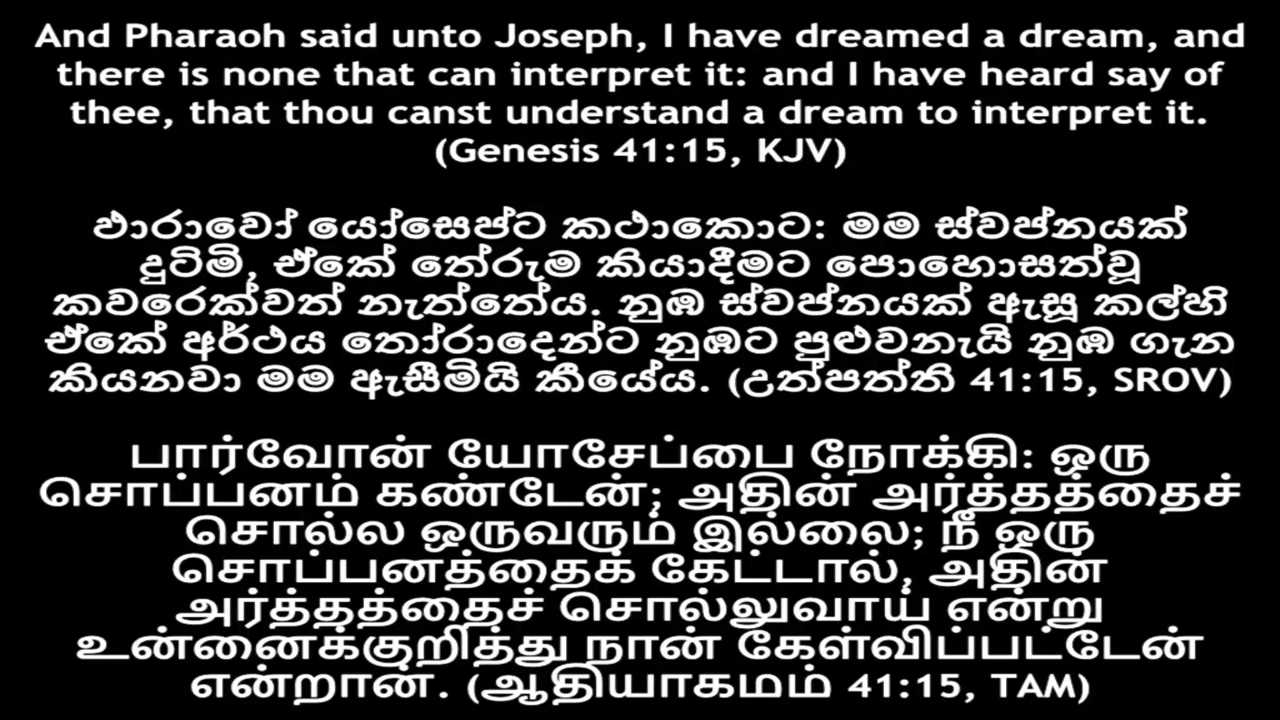 And Pharaoh said unto Joseph, I have dreamed a dream, and
there is none that can interpret it: and I have heard say of
thee, that thou canst understand a dream to interpret it.
(Genesis 41:15, KJV)
ඵාරාවෝ යෝසෙප්ට කථාකොට: මම ස්වප්නයක්
දුටිමි, ඒකේ තේරුම කියාදීමට පොහොසත්වූ
කවරෙක්වත් නැත්තේය. නුඹ ස්වප්නයක් ඇසූ කල්හි
ඒකේ අර්ථය තෝරාදෙන්ට නුඹට පුළුවනැයි නුඹ ගැන
කියනවා මම ඇසීමියි කීයේය. (උත්පත්ති 41:15, SROV)
பார்வோன் யோசேப்பை நோக்கி: ஒரு
சொப்பனம் கண்டேன்; அதின் அர்த்தத்தைச்
சொல்ல ஒருவரும் இல்லை; நீ ஒரு
சொப்பனத்தைக் கேட்டால், அதின்
அர்த்தத்தைச் சொல்லுவாய் என்று
உன்னைக்குறித்து நான் கேள்விப்பட்டேன்
என்றான். (ஆதியாகமம் 41:15, TAM)